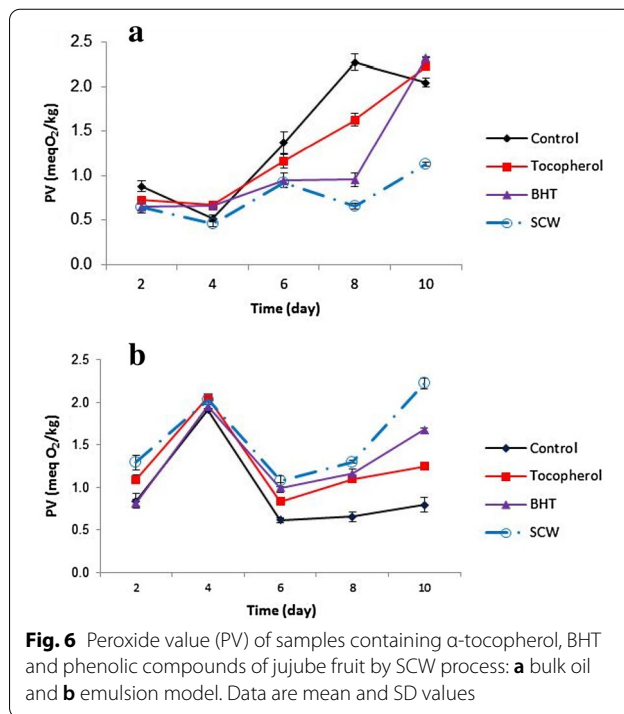 a
2.5
2.0
1.5
1.0
0.5
0.0
PV (meqO₂/kg)
2 4 6 8 10
Time (day)
Control
Tocopherol
BHT
SCW
b
2.5
2.0
1.5
1.0
0.5
0.0
PV (meq O₂/kg)
2 4 6 8 10
Time (day)
Control
Tocopherol
BHT
SCW
Fig. 6 Peroxide value (PV) of samples containing α-tocopherol, BHT
and phenolic compounds of jujube fruit by SCW process: a bulk oil
and b emulsion model. Data are mean and SD values